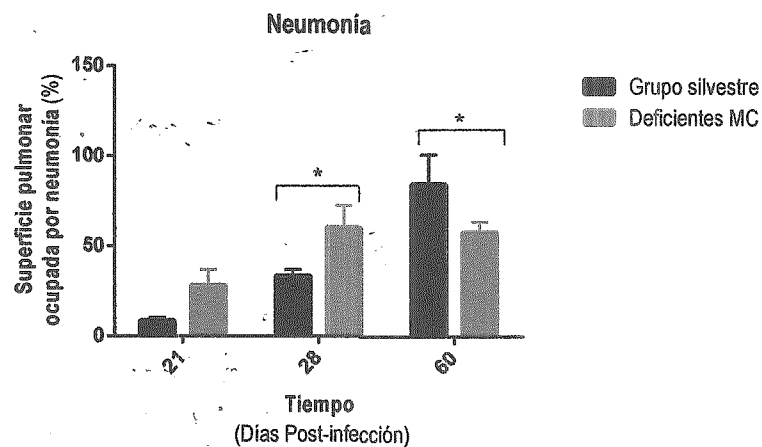 Neumonía
150
100
50
0
Superficie pulmonar
ocupada por neumonía (%)
*
*
Grupo silvestre
Deficientes MC
21
28
60
Tiempo
(Días Post-infección)